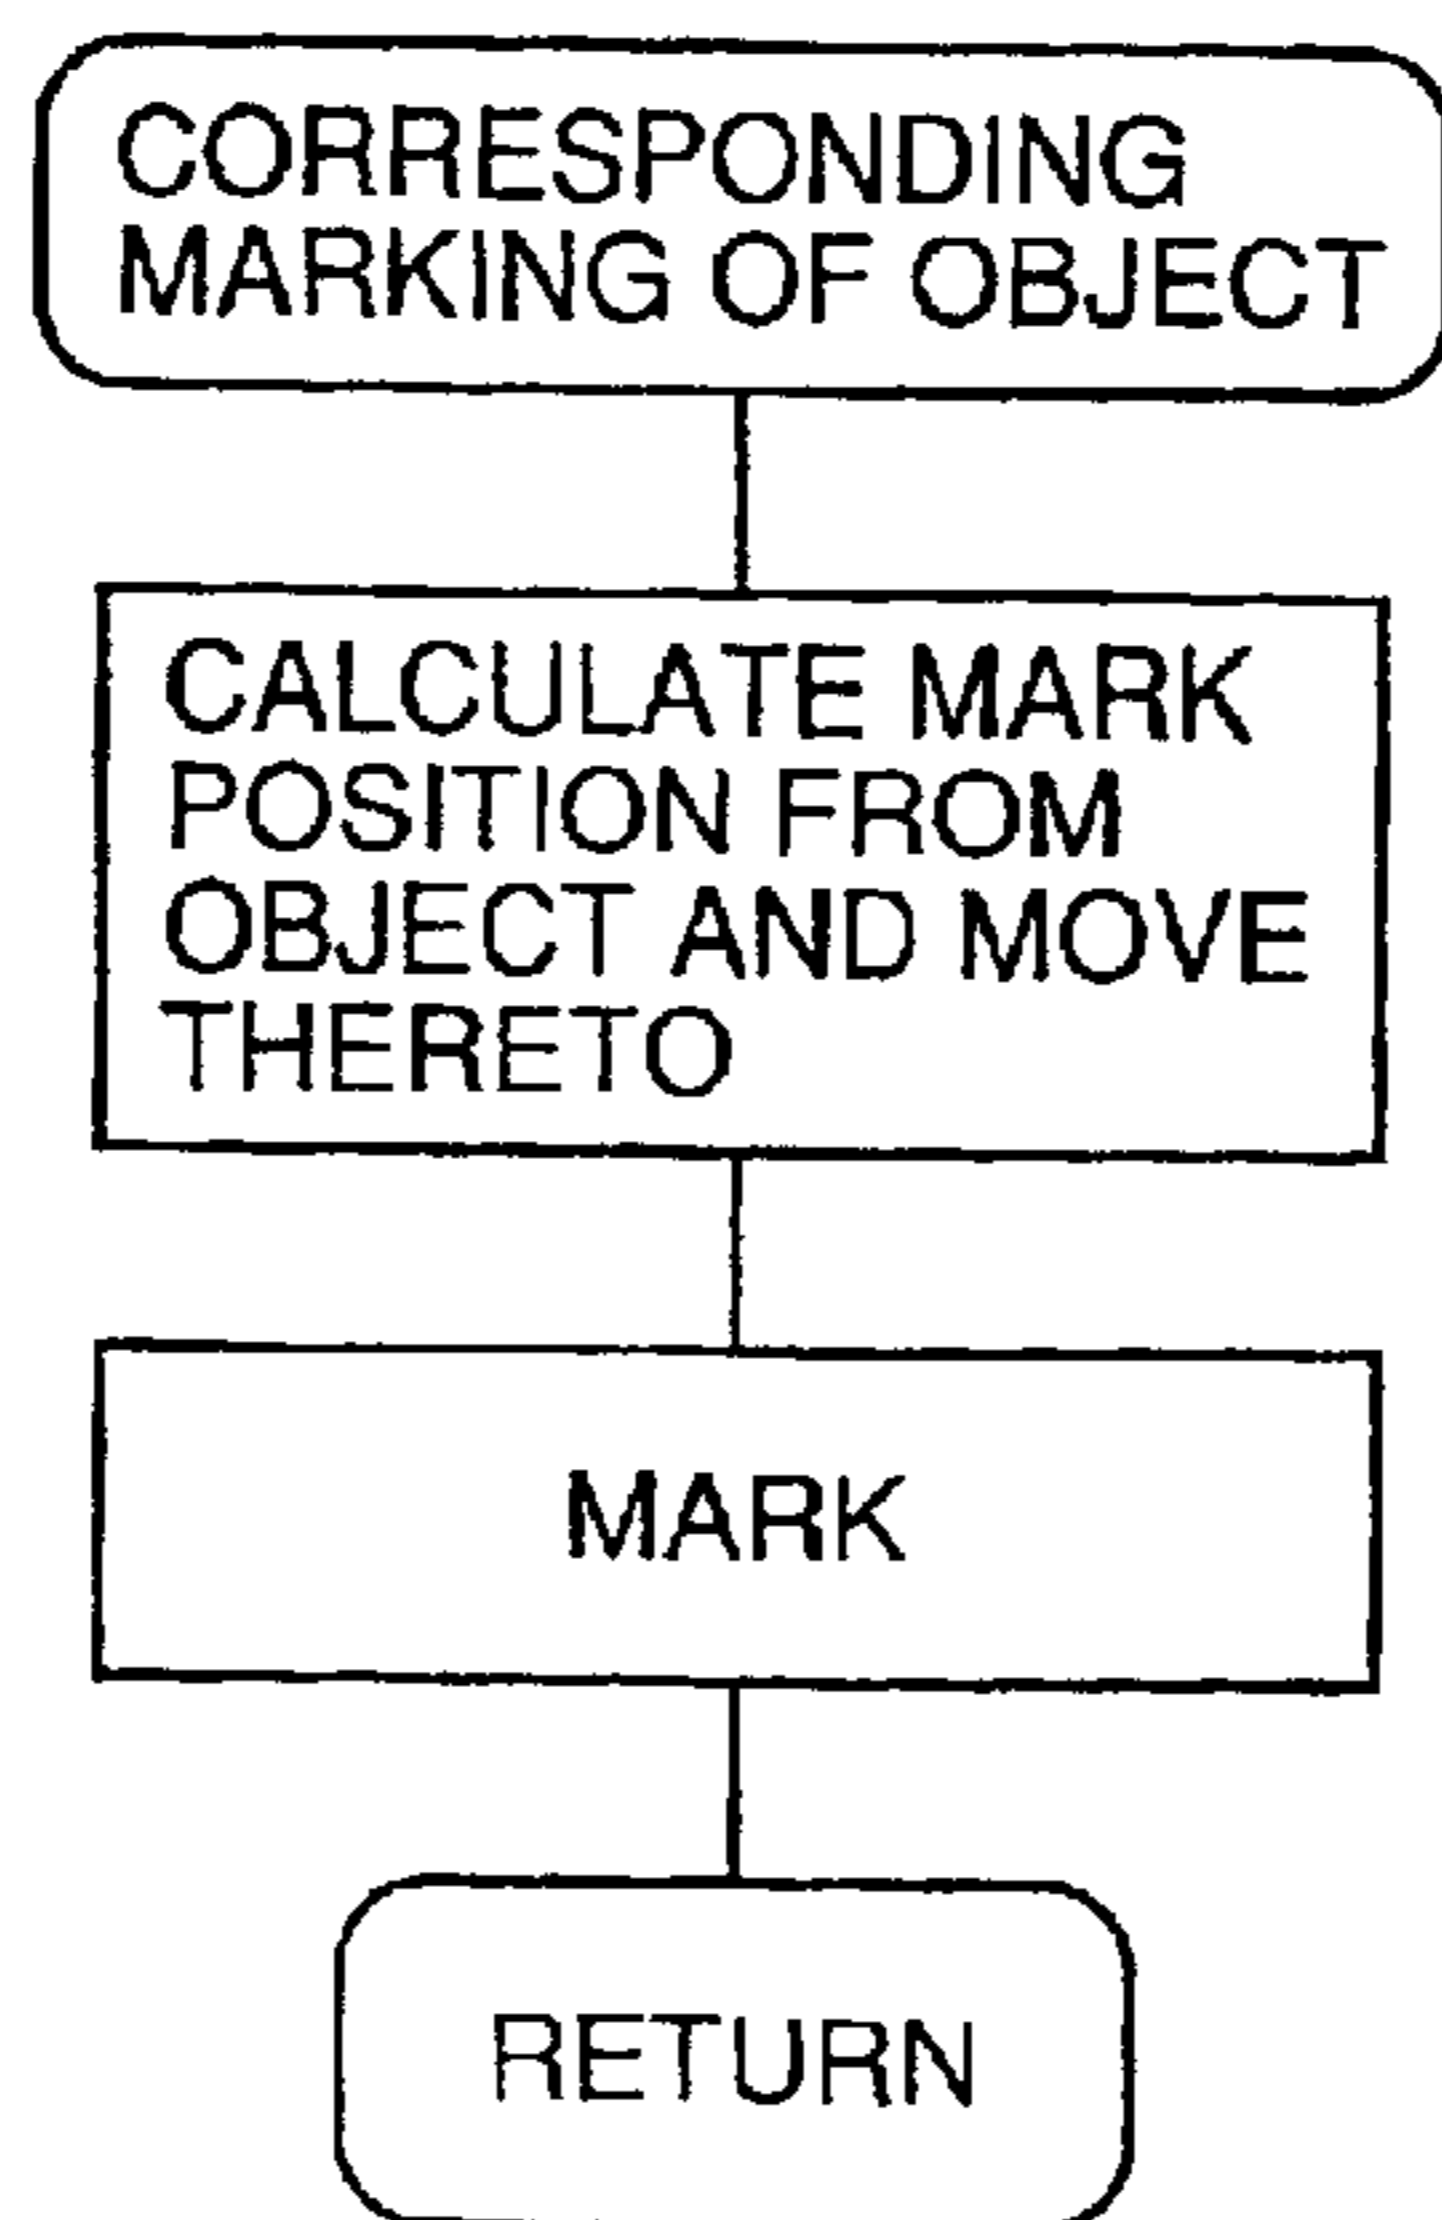 CORRESPONDING
MARKING OF OBJECT
CALCULATE MARK
POSITION FROM
OBJECT AND MOVE
THERETO
MARK
RETURN